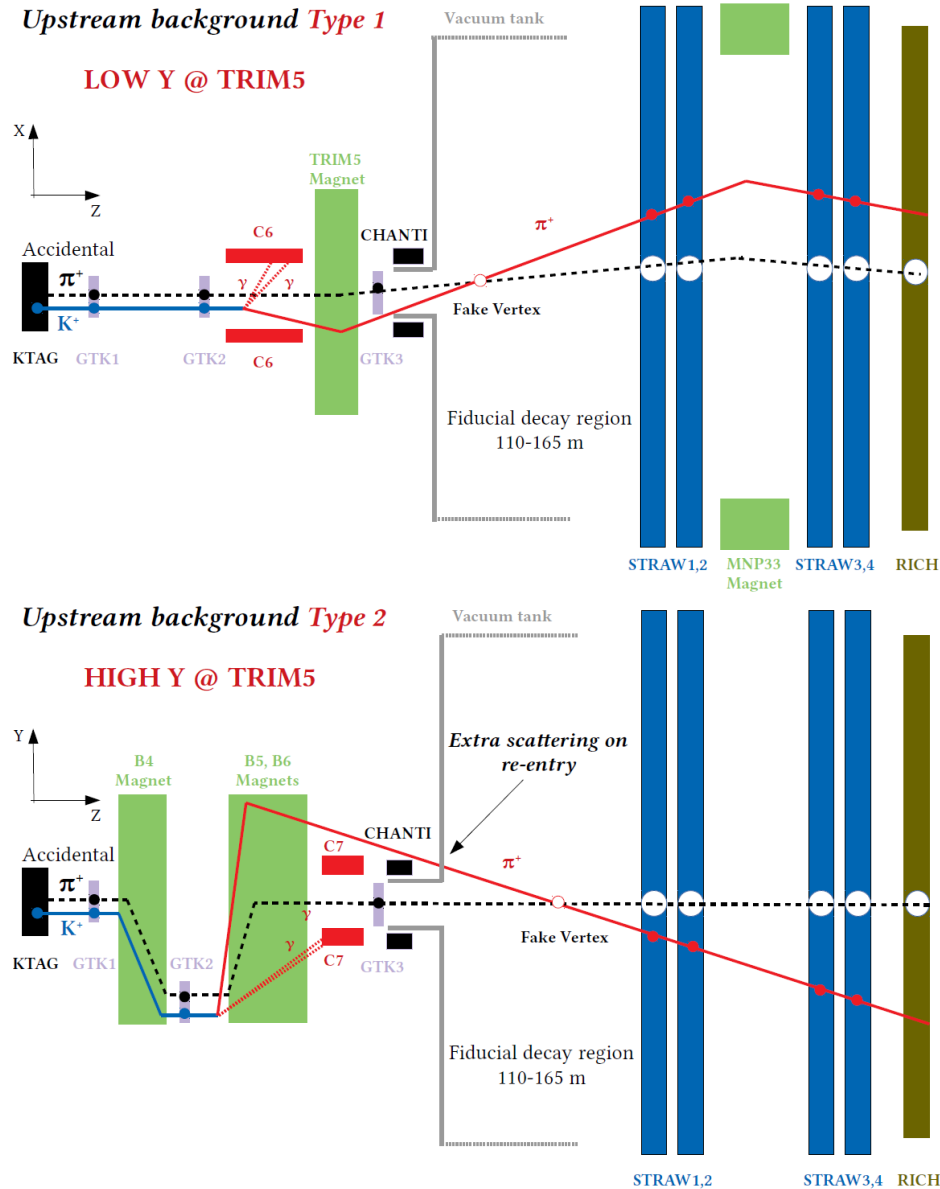 Upstream background Type 1
Vacuum tank
LOW Y @ TRIM5
X
Z
TRIM5
Magnet
Accidental
π+
K+
KTAG
GTK1
GTK2
C6
γ γ
C6
CHANTI
GTK3
π+
Fake Vertex
Fiducial decay region
110-165 m
STRAW1,2
MNP33
Magnet
STRAW3,4
RICH
Upstream background Type 2
Vacuum tank
HIGH Y @ TRIM5
Y
Z
B4
Magnet
B5, B6
Magnets
Extra scattering on
re-entry
Accidental
π+
K+
KTAG
GTK1
GTK2
C7
γ
γ
C7
CHANTI
GTK3
π+
Fake Vertex
Fiducial decay region
110-165 m
STRAW1,2
STRAW3,4
RICH